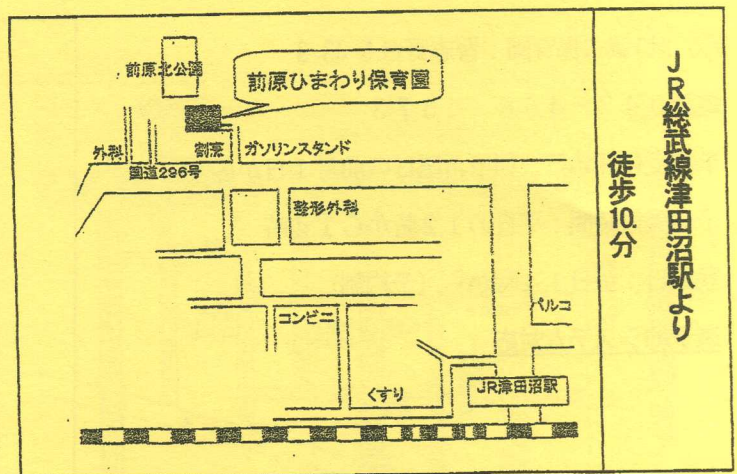 JR総武線津田沼駅より
徒歩10.分
前原北公園
前原ひまわり保育園
外科
割烹
ガソリンスタンド
国道296号
整形外科
コンビニ
パルコ
くすり
JR津田沼駅